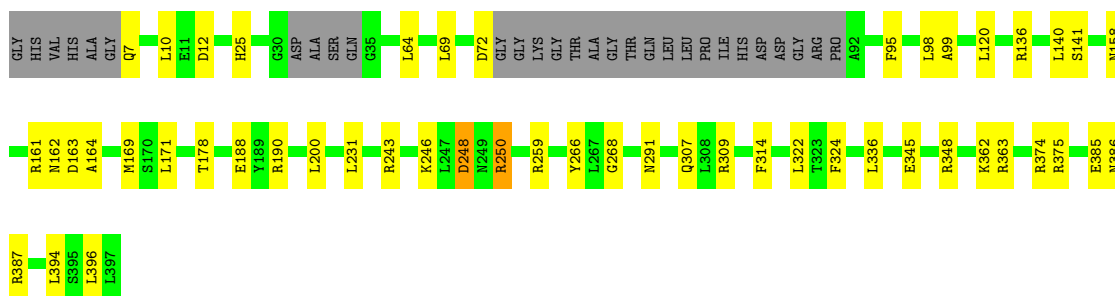 GLY HIS VAL HIS ALA GLY Q7 L10 E11 D12 H25 G30 ASP ALA SER GLN G35 L64 L69 D72 GLY GLY LYS GLY THR ALA GLY THR GLN LEU LEU PRO ILE HIS ASP ASP GLY ARG PRO A92 F95 L98 A99 L120 R136 L140 S141 N158
R161 N162 D163 A164 M169 S170 L171 T178 E188 Y189 R190 L200 L231 R243 K246 L247 D248 N249 R250 R259 Y266 L267 G268 N291 Q307 L308 R309 F314 L322 T323 F324 L336 E345 R348 K362 R363 R374 R375 E385
R387 L394 S395 L396 L397